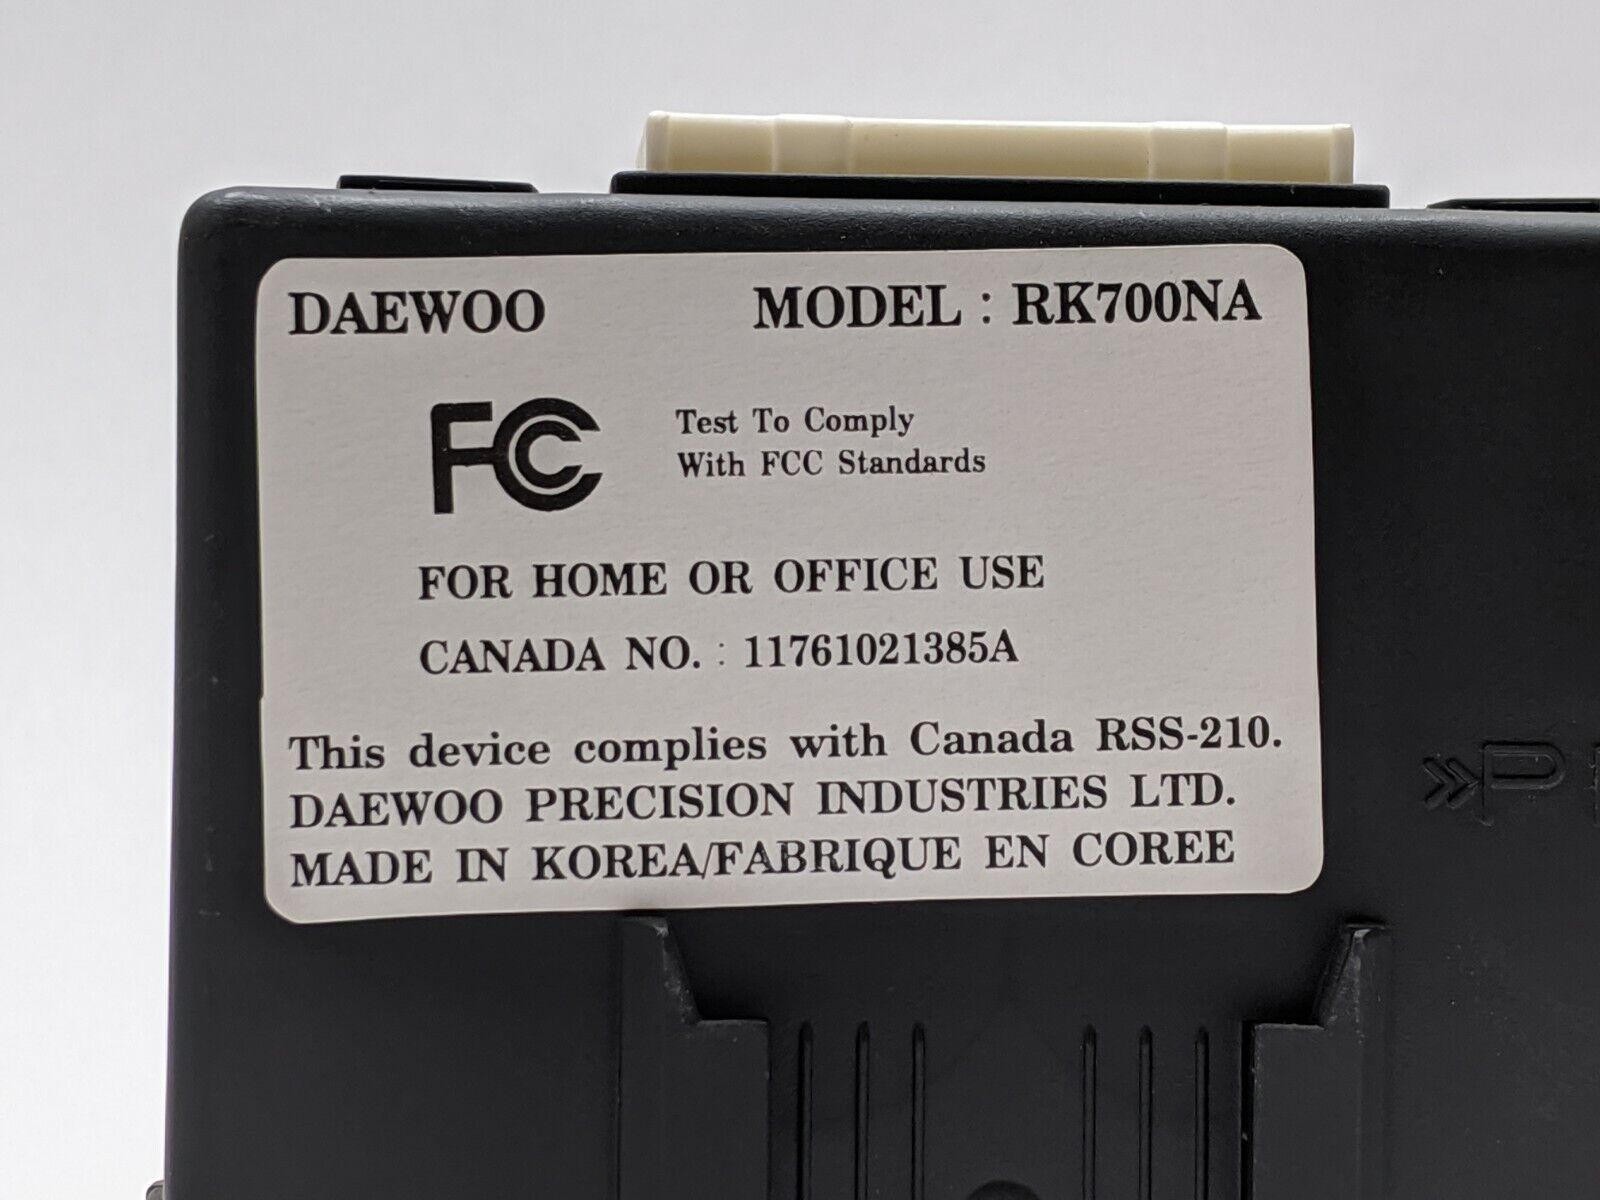 DAEWOO MODEL : RK700NA
FC Test To Comply
With FCC Standards
FOR HOME OR OFFICE USE
CANADA NO. : 11761021385A
This device complies with Canada RSS-210.
DAEWOO PRECISION INDUSTRIES LTD.
MADE IN KOREA/FABRIQUE EN COREE